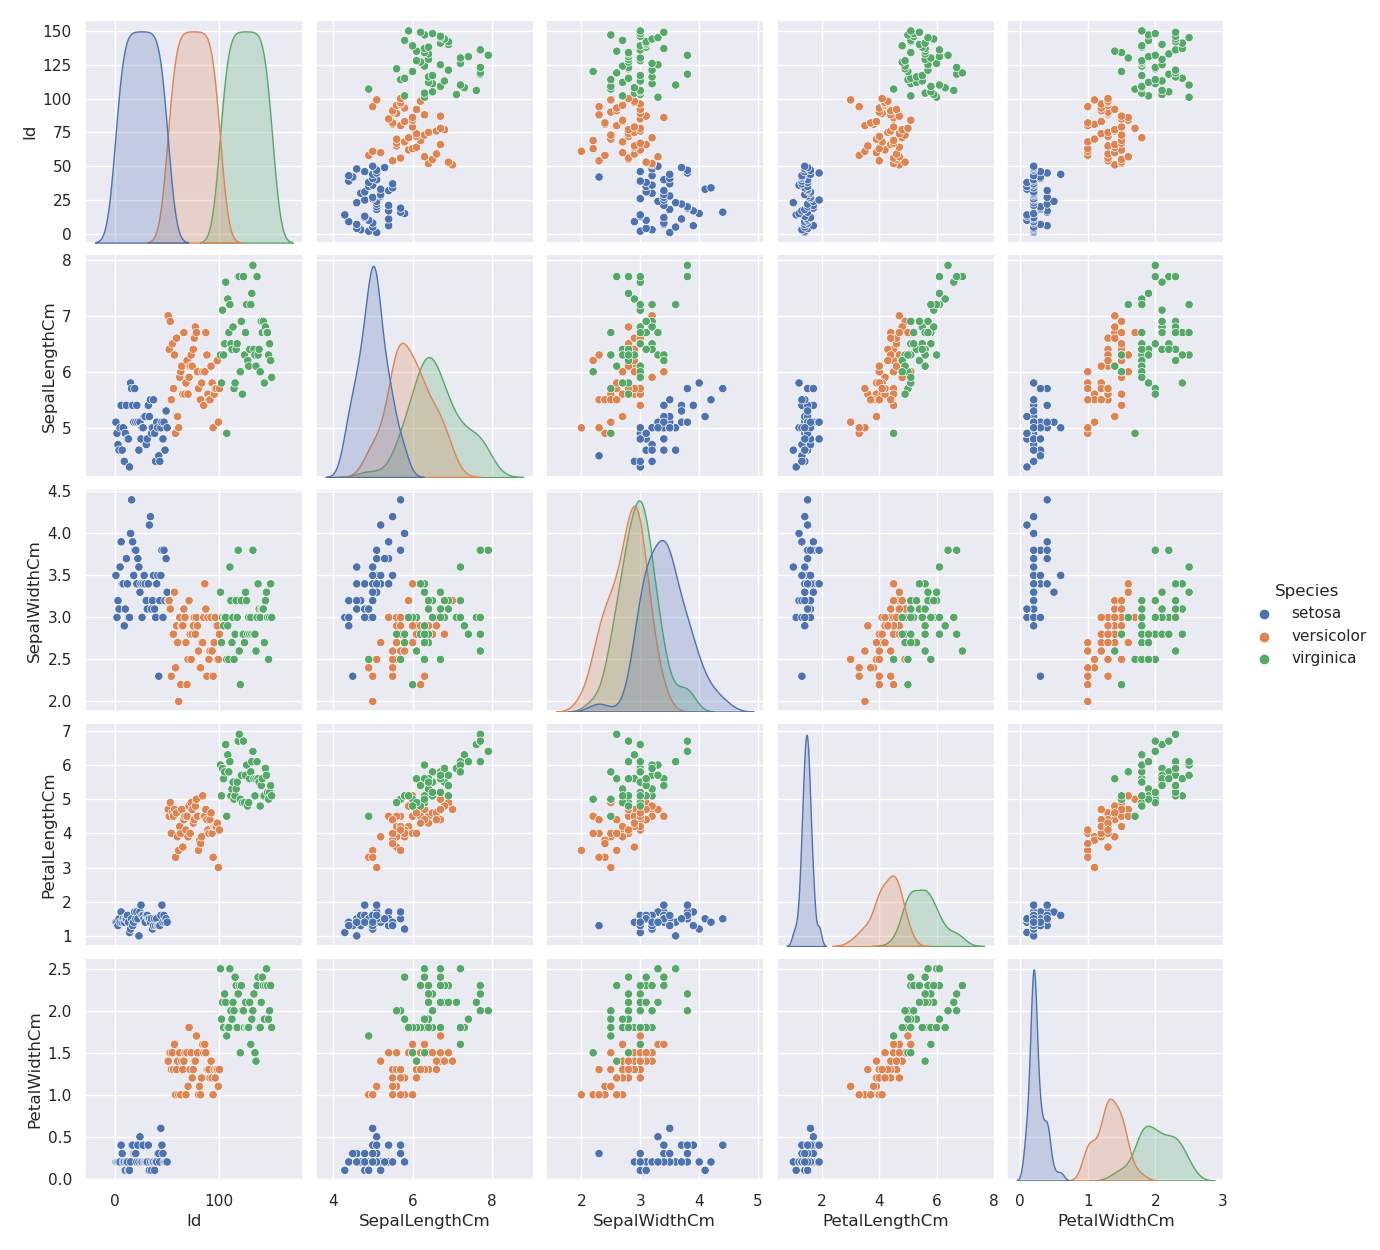 150
125
100
75
50
25
0
Id
8
7
6
5
SepalLengthCm
4.5
4.0
3.5
3.0
2.5
2.0
SepalWidthCm
Species
setosa
versicolor
virginica
7
6
5
4
3
2
1
PetalLengthCm
2.5
2.0
1.5
1.0
0.5
0.0
PetalWidthCm
0 100 4 6 8 2 3 4 5 2 4 6 8 0 1 2 3
Id SepalLengthCm SepalWidthCm PetalLengthCm PetalWidthCm